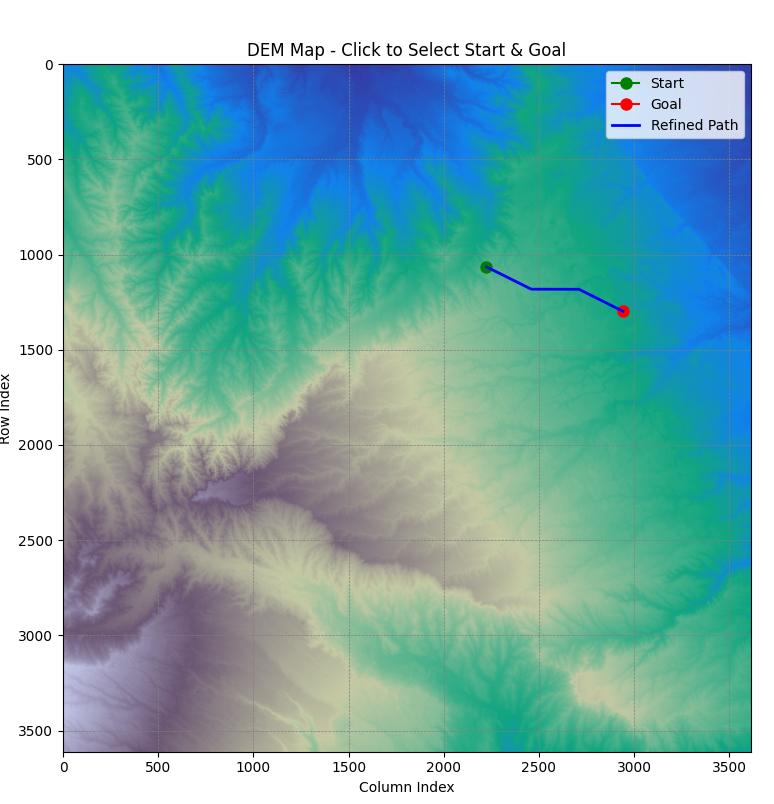 DEM Map - Click to Select Start & Goal
Start
Goal
Refined Path
0
500
1000
1500
2000
2500
3000
3500
Row Index
0 500 1000 1500 2000 2500 3000 3500
Column Index